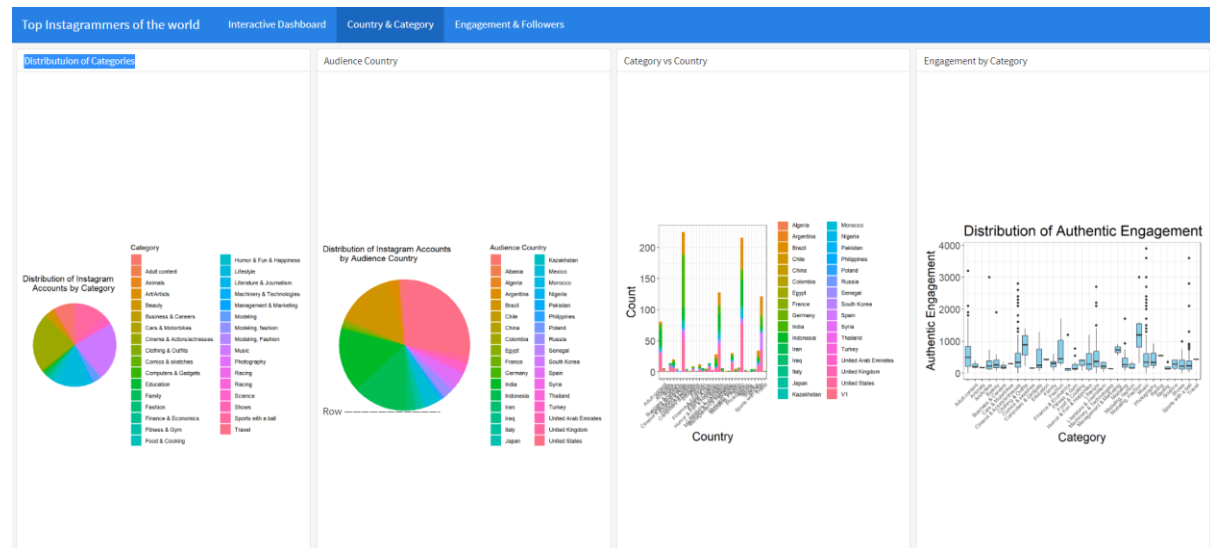 Top Instagrammers of the world
Interactive Dashboard
Country & Category
Engagement & Followers
Distributuion of Categories
Distribution of Instagram
Accounts by Category
Category
Adult content
Animals
Art/Artists
Beauty
Business & Careers
Cars & Motorbikes
Cinema & Actors/actresses
Clothing & Outfits
Comics & sketches
Computers & Gadgets
Education
Family
Fashion
Finance & Economics
Fitness & Gym
Food & Cooking
Humor & Fun & Happiness
Lifestyle
Literature & Journalism
Machinery & Technologies
Management & Marketing
Modeling
Modeling, fashion
Modeling, Fashion
Music
Photography
Racing
Racing
Science
Shows
Sports with a ball
Travel
Audience Country
Distribution of Instagram Accounts
by Audience Country
Row
Audience Country
Albania
Algeria
Argentina
Brazil
Chile
China
Colombia
Egypt
France
Germany
India
Indonesia
Iran
Iraq
Italy
Japan
Kazakhstan
Mexico
Morocco
Nigeria
Pakistan
Philippines
Poland
Russia
Senegal
South Korea
Spain
Syria
Thailand
Turkey
United Arab Emirates
United Kingdom
United States
Category vs Country
Count
200
150
100
50
0
Country
Algeria
Argentina
Brazil
Chile
China
Colombia
Egypt
France
Germany
India
Indonesia
Iran
Iraq
Italy
Japan
Kazakhstan
Morocco
Nigeria
Pakistan
Philippines
Poland
Russia
Senegal
South Korea
Spain
Syria
Thailand
Turkey
United Arab Emirates
United Kingdom
United States
V1
Engagement by Category
Distribution of Authentic Engagement
Authentic Engagement
4000
3000
2000
1000
0
Category